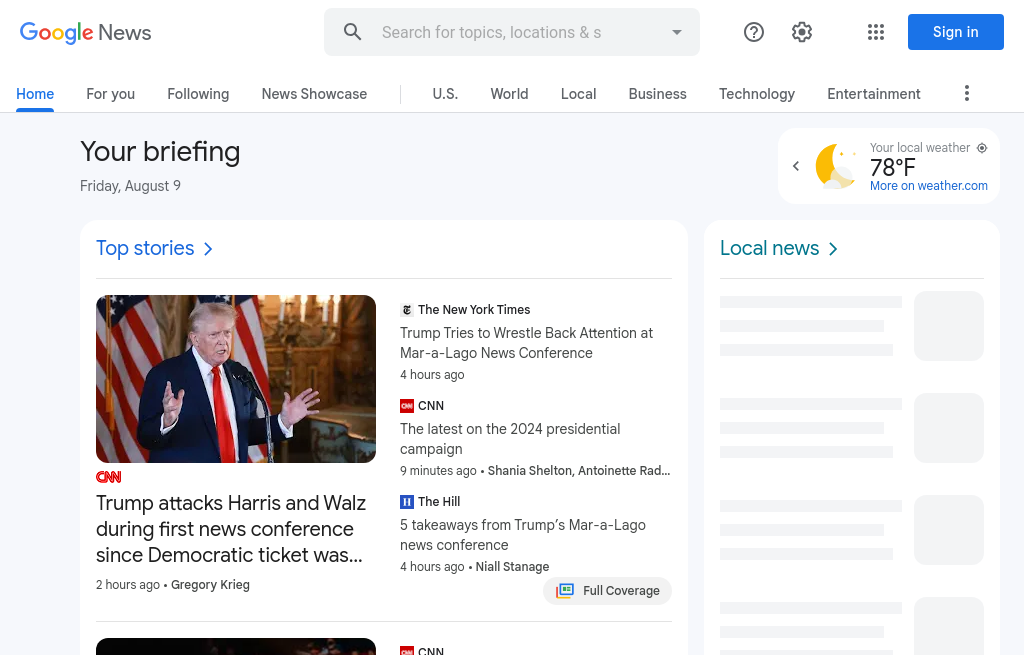 Google News
Search for topics, locations & s
Sign in
Home
For you
Following
News Showcase
U.S.
World
Local
Business
Technology
Entertainment
Your briefing
Friday, August 9
Your local weather
78°F
More on weather.com
Top stories
Local news
CNN
Trump attacks Harris and Walz
during first news conference
since Democratic ticket was...
2 hours ago • Gregory Krieg
The New York Times
Trump Tries to Wrestle Back Attention at
Mar-a-Lago News Conference
4 hours ago
CNN
CNN
The latest on the 2024 presidential
campaign
9 minutes ago • Shania Shelton, Antoinette Rad...
H The Hill
5 takeaways from Trump's Mar-a-Lago
news conference
4 hours ago • Niall Stanage
Full Coverage
CNN